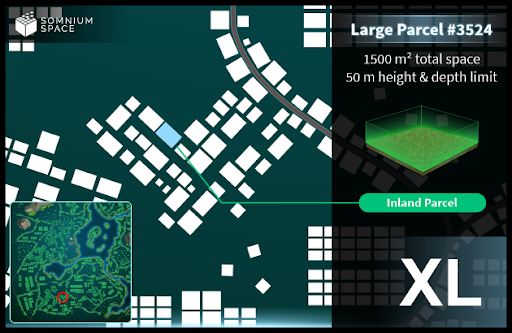 SOMNIUM
SPACE
Large Parcel #3524
1500 m² total space
50 m height & depth limit
Inland Parcel
XL